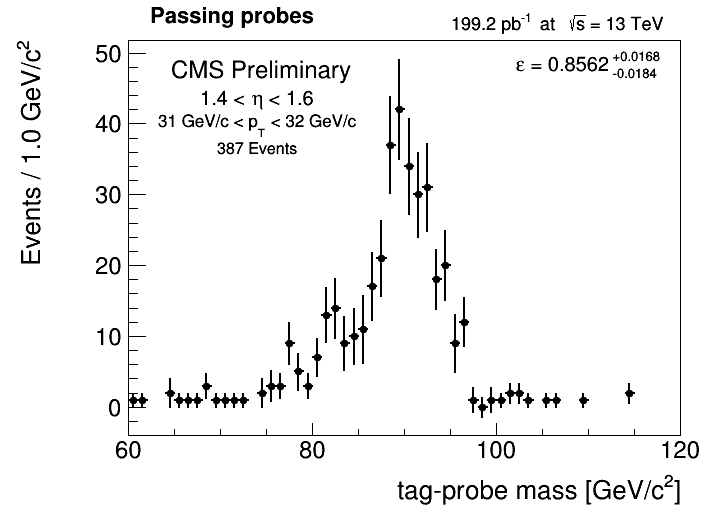 Passing probes
199.2 pb⁻¹ at √s = 13 TeV
CMS Preliminary
1.4 < η < 1.6
31 GeV/c < p_T < 32 GeV/c
387 Events
ε = 0.8562 +0.0168 -0.0184
Events / 1.0 GeV/c²
50
40
30
20
10
0
60 80 100 120
tag-probe mass [GeV/c²]